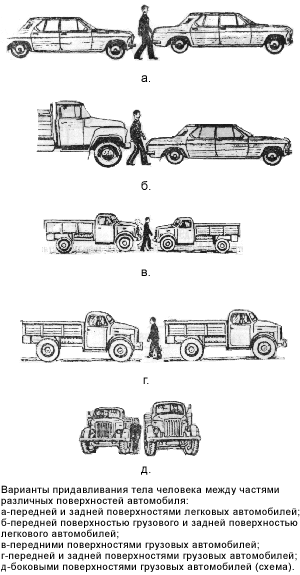 а.
б.
в.
г.
д.
Варианты придавливания тела человека между частями
различных поверхностей автомобиля:
а-передней и задней поверхностями легковых автомобилей;
б-передней поверхностью грузового и задней поверхностью
легкового автомобилей;
в-передними поверхностями грузовых автомобилей;
г-передней и задней поверхностями грузовых автомобилей;
д-боковыми поверхностями грузовых автомобилей (схема).